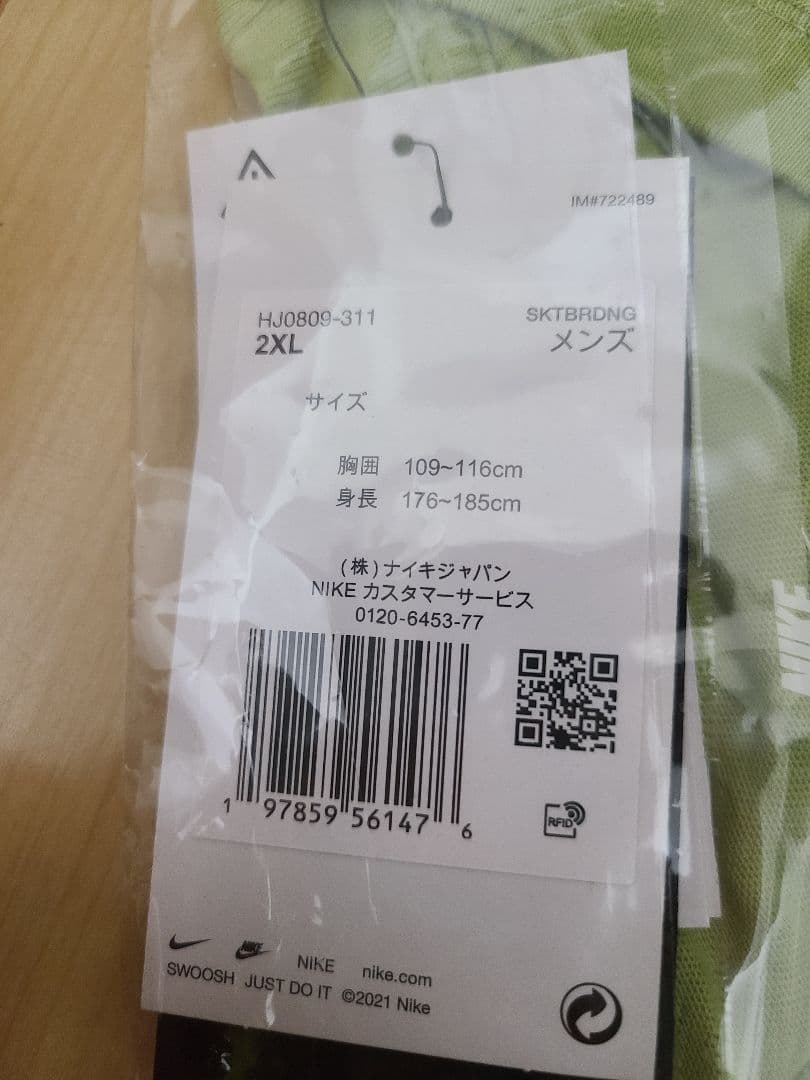 IM#722489
HJ0809-311
SKTBRDNG
2XL
メンズ
サイズ
胸囲 109~116cm
身長 176~185cm
(株)ナイキジャパン
NIKE カスタマーサービス
0120-6453-77
1 97859 56147 6
RFID
NIKE
NIKE nike.com
SWOOSH JUST DO IT ©2021 Nike
NIKE